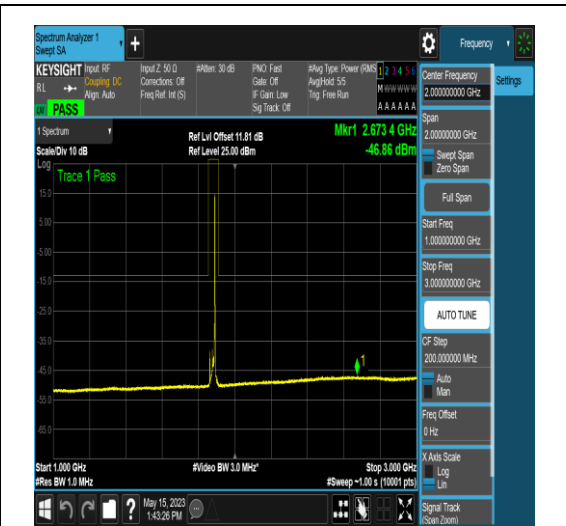 Spectrum Analyzer 1
Swept SA
+
Frequency
KEYSIGHT
RL
PASS
Input: RF
Coupling: DC
Align: Auto
Input Z: 50 Ω
Corrections: Off
Freq Ref: Int (S)
#Atten: 30 dB
PNO: Fast
Gate: Off
IF Gain: Low
Sig Track: Off
#Avg Type: Power (RMS
Avg|Hold: 5/5
Trig: Free Run
1 2 3 4 5 6
M W W W W W
A A A A A A
1 Spectrum
Scale/Div 10 dB
Ref Lvl Offset 11.81 dB
Ref Level 25.00 dBm
Mkr1 2.673 4 GHz
-46.86 dBm
Log
Trace 1 Pass
15.0
5.00
-5.00
-15.0
-25.0
-35.0
-45.0
-55.0
-65.0
1
Start 1.000 GHz
#Res BW 1.0 MHz
#Video BW 3.0 MHz*
Stop 3.000 GHz
#Sweep ~1.00 s (10001 pts)
May 15, 2023
1:43:26 PM
?
Center Frequency
2.000000000 GHz
Span
2.00000000 GHz
Swept Span
Zero Span
Full Span
Start Freq
1.000000000 GHz
Stop Freq
3.000000000 GHz
AUTO TUNE
CF Step
200.000000 MHz
Auto
Man
Freq Offset
0 Hz
X Axis Scale
Log
Lin
Signal Track
(Span Zoom)
Settings